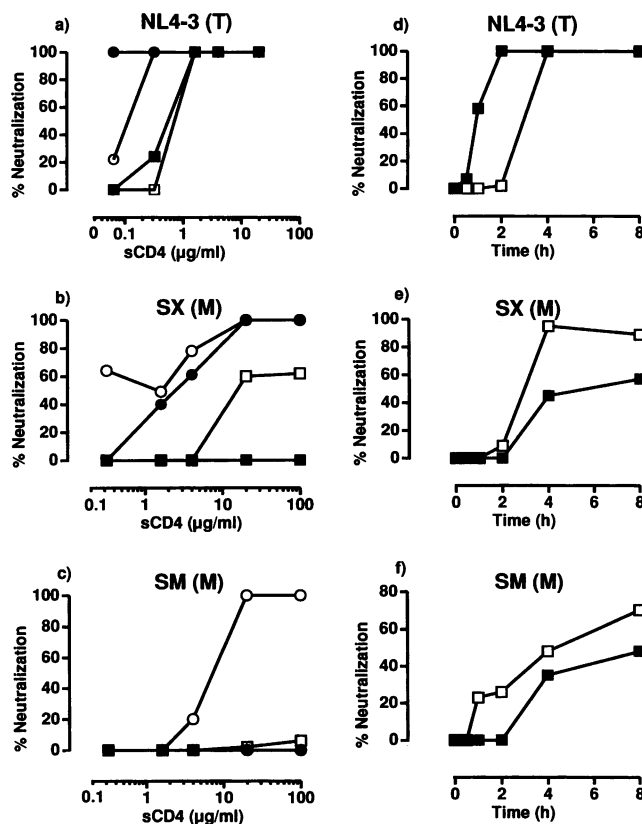 a)
NL4-3 (T)
100
80
60
40
20
0
% Neutralization
0
0.1
1
10
100
sCD4 (µg/ml)
d)
100
80
60
40
20
0
% Neutralization
0
2
4
6
8
Time (h)
b)
SX (M)
100
80
60
40
20
0
% Neutralization
0.1
1
10
100
sCD4 (µg/ml)
e)
SX (M)
100
80
60
40
20
0
% Neutralization
0
2
4
6
8
Time (h)
c)
SM (M)
100
80
60
40
20
0
% Neutralization
0.1
1
10
100
sCD4 (µg/ml)
f)
SM (M)
80
60
40
20
0
% Neutralization
0
2
4
6
8
Time (h)
NL4-3 (T)